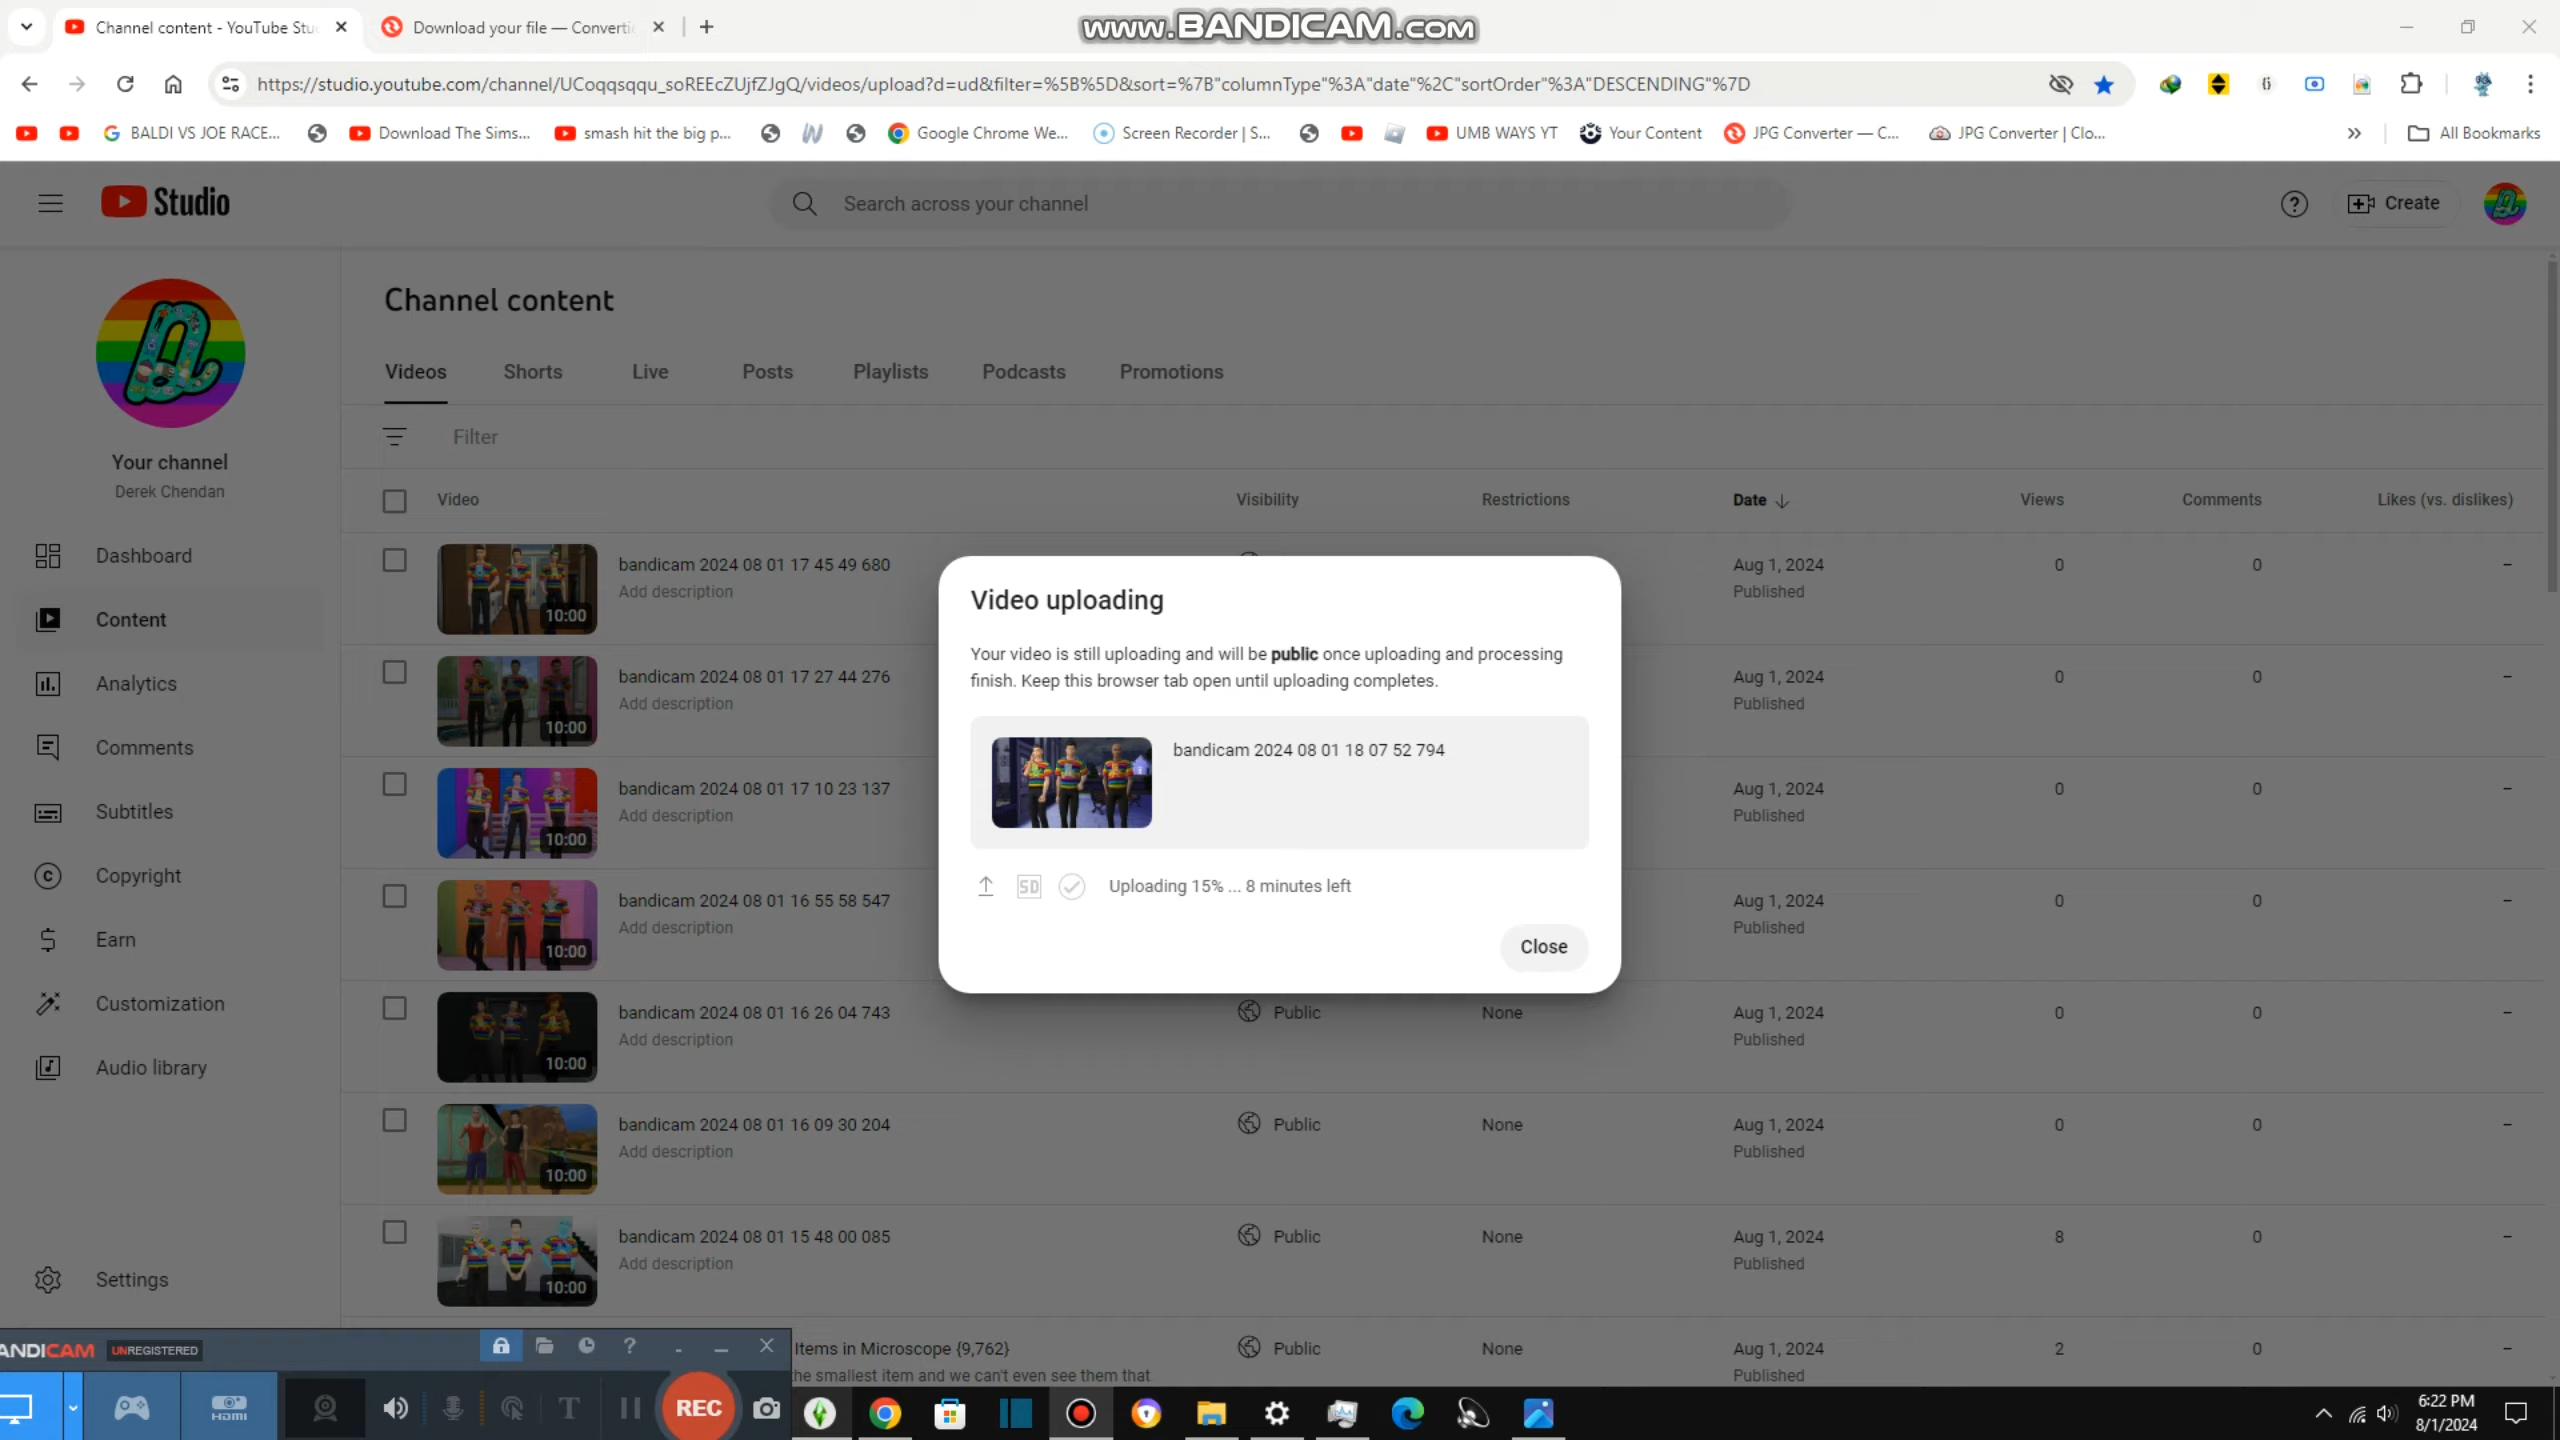 Channel content - YouTube Stu
Download your file — Converti
www.BANDICAM.com
https://studio.youtube.com/channel/UCoqqsqqu_soREEcZUjfZJgQ/videos/upload?d=ud&filter=%5B%5D&sort=%7B"columnType"%3A"date"%2C"sortOrder"%3A"DESCENDING"%7D
BALDI VS JOE RACE...
Download The Sims...
smash hit the big p...
Google Chrome We...
Screen Recorder | S...
UMB WAYS YT
Your Content
JPG Converter — C...
JPG Converter | Clo...
All Bookmarks
Studio
Search across your channel
Create
Your channel
Derek Chendan
Dashboard
Content
Analytics
Comments
Subtitles
Copyright
Earn
Customization
Audio library
Settings
Channel content
Videos Shorts Live Posts Playlists Podcasts Promotions
Filter
Video Visibility Restrictions Date Views Comments Likes (vs. dislikes)
10:00
bandicam 2024 08 01 17 45 49 680 Aug 1, 2024 0 0 –
Add description Published
10:00
bandicam 2024 08 01 17 27 44 276 Aug 1, 2024 0 0 –
Add description Published
10:00
bandicam 2024 08 01 17 10 23 137 Aug 1, 2024 0 0 –
Add description Published
10:00
bandicam 2024 08 01 16 55 58 547 Aug 1, 2024 0 0 –
Add description Published
10:00
bandicam 2024 08 01 16 26 04 743 Public None Aug 1, 2024 0 0 –
Add description Published
10:00
bandicam 2024 08 01 16 09 30 204 Public None Aug 1, 2024 0 0 –
Add description Published
10:00
bandicam 2024 08 01 15 48 00 085 Public None Aug 1, 2024 8 0 –
Add description Published
10:00
Items in Microscope {9,762} Public None Aug 1, 2024 2 0 –
the smallest item and we can't even see them that Published
Video uploading
Your video is still uploading and will be public once uploading and processing
finish. Keep this browser tab open until uploading completes.
bandicam 2024 08 01 18 07 52 794
SD
Uploading 15% ... 8 minutes left
Close
ANDICAM UNREGISTERED
HDMI
REC
6:22 PM
8/1/2024